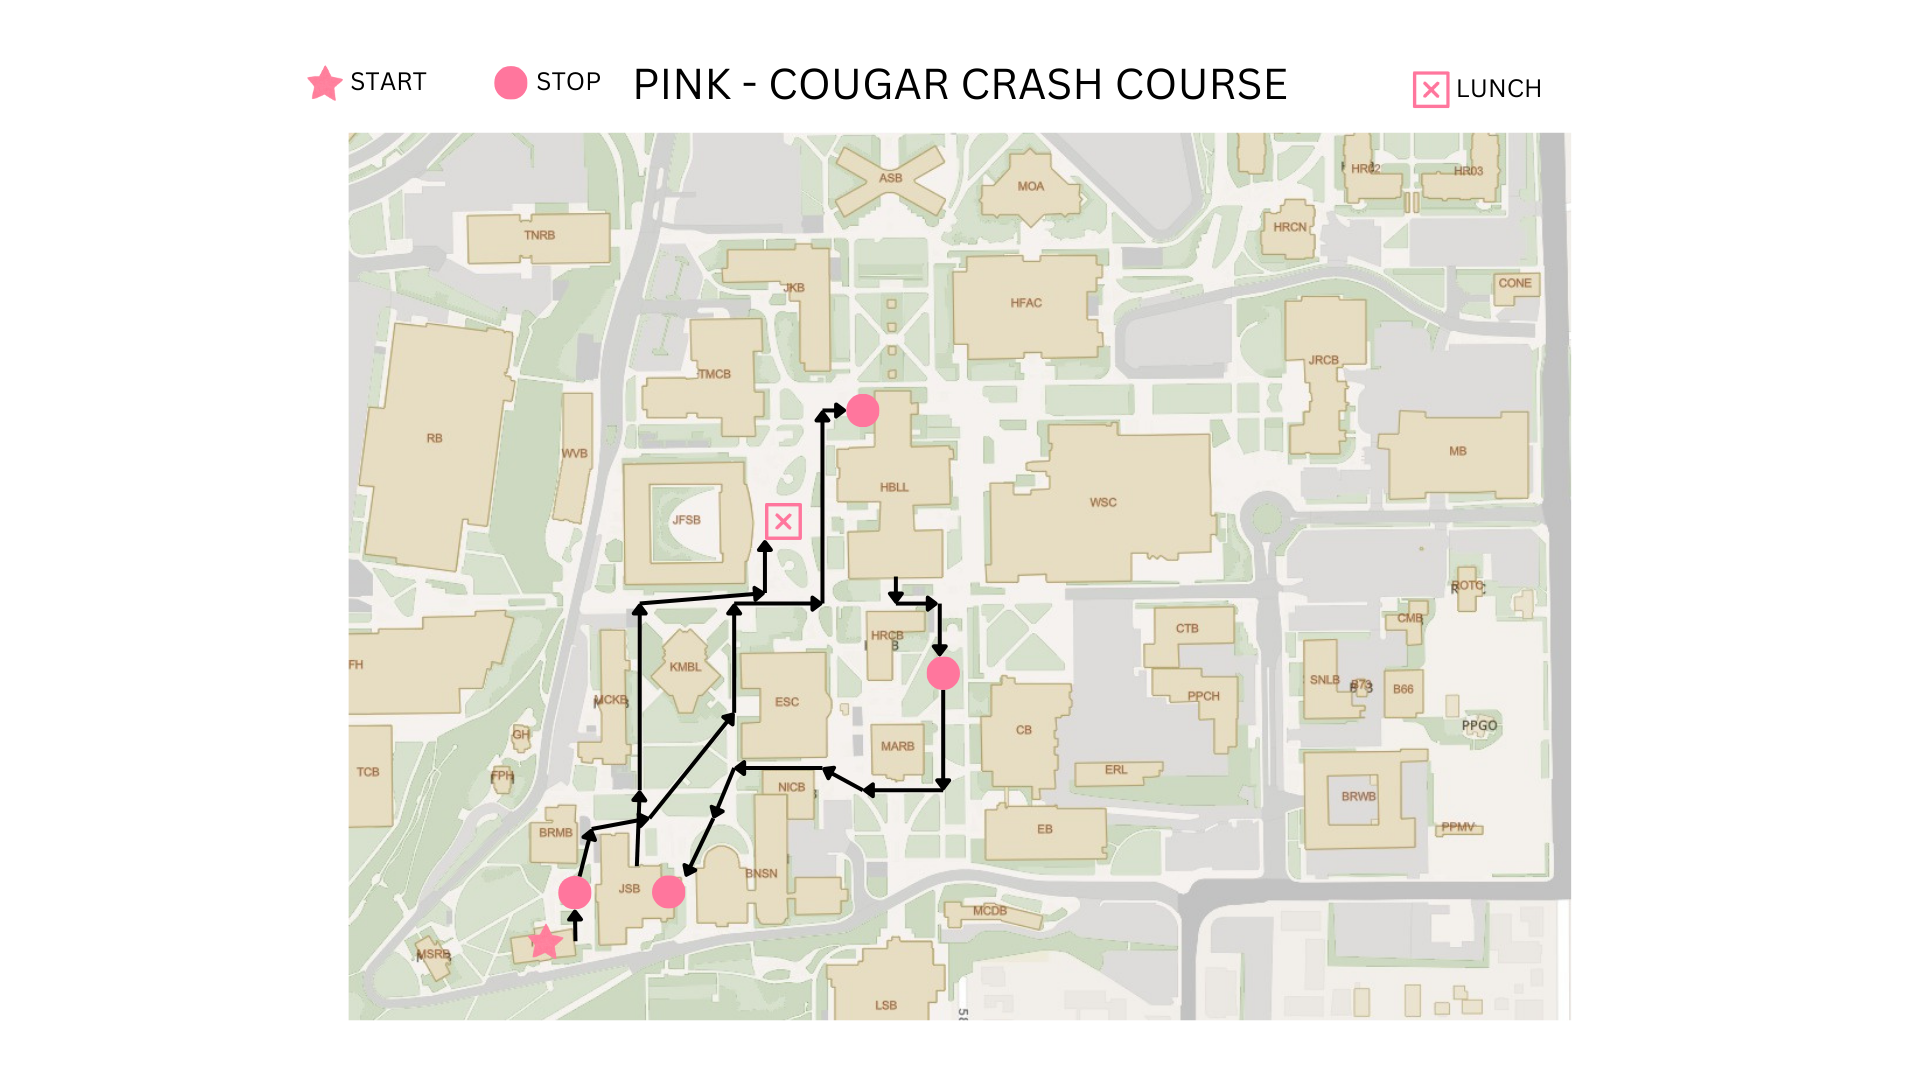 START
STOP
PINK - COUGAR CRASH COURSE
LUNCH
ASB
MOA
HR02
HR03
TNRB
HRCN
JKB
CONE
HFAC
JRCB
TMCB
RB
WVB
MB
HBLL
WSC
JFSB
ROTC
CMB
HRCB
CTB
FH
KMBL
SNLB
B73
B66
MCKB
ESC
PPCH
PPGO
GH
CB
MARB
TCB
FPH
ERL
NICB
BRWB
BRMB
EB
PPMV
JSB
BNSN
MCDB
MSRB
LSB